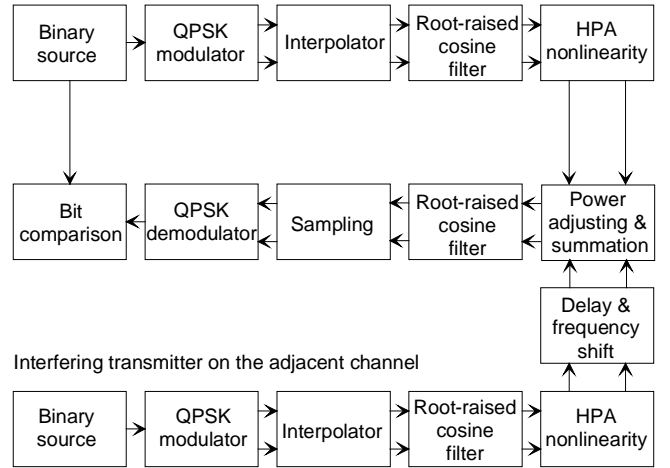 Binary
source
QPSK
modulator
Interpolator
Root-raised
cosine
filter
HPA
nonlinearity
Bit
comparison
QPSK
demodulator
Sampling
Root-raised
cosine
filter
Power
adjusting &
summation
Delay &
frequency
shift
Interfering transmitter on the adjacent channel
Binary
source
QPSK
modulator
Interpolator
Root-raised
cosine
filter
HPA
nonlinearity